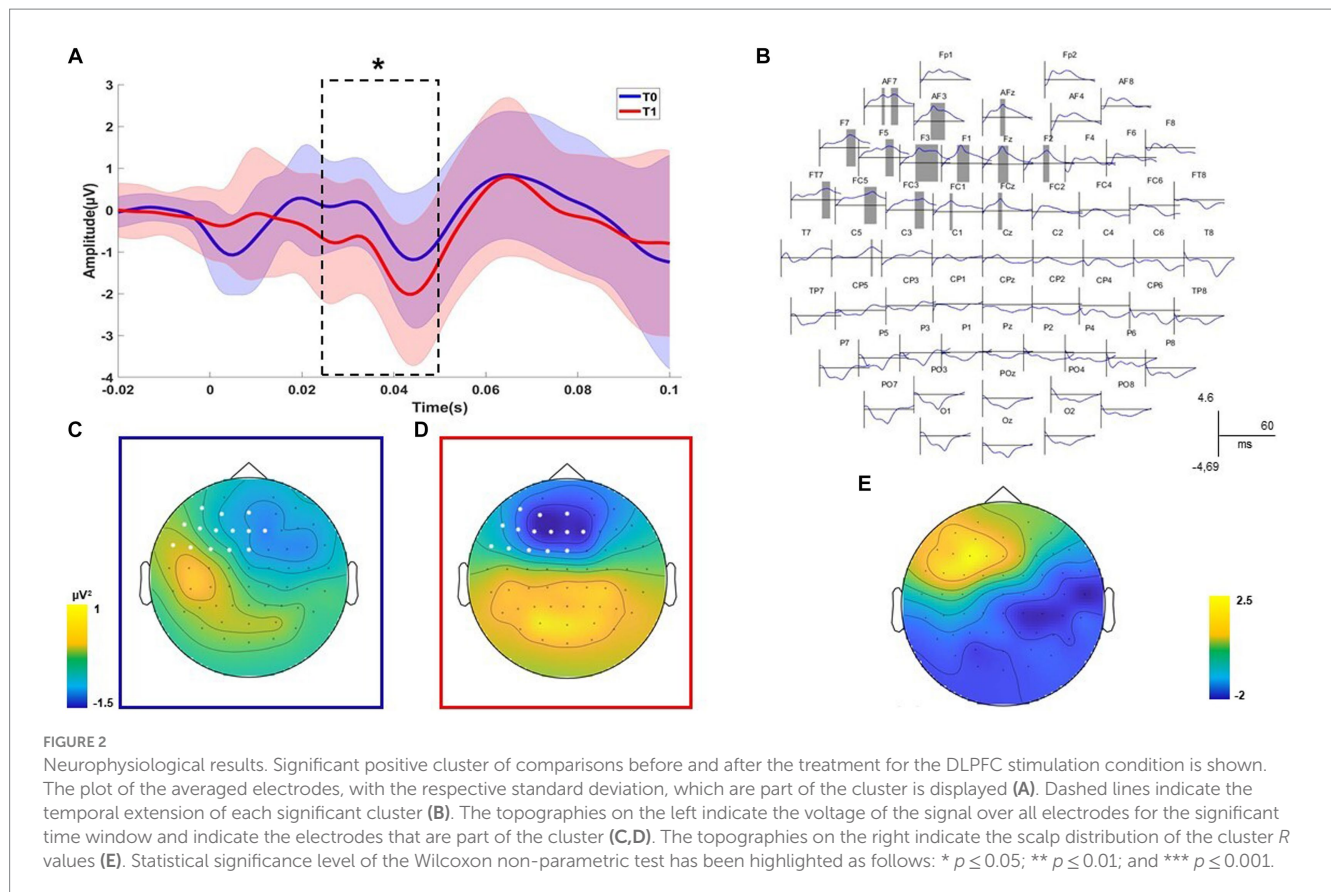 A
*
T0
T1
3
2
1
0
-1
-2
-3
-4
Amplitude(µV)
-0.02 0 0.02 0.04 0.06 0.08 0.1
Time(s)
B
Fp1 Fp2
AF7 AF3 AFz AF4 AF8
F7 F5 F3 F1 Fz F2 F4 F6 F8
FT7 FC5 FC3 FC1 FCz FC2 FC4 FC6 FT8
T7 C5 C3 C1 Cz C2 C4 C6 T8
TP7 CP5 CP3 CP1 CPz CP2 CP4 CP6 TP8
P7 P5 P3 P1 Pz P2 P4 P6 P8
PO7 PO3 POz PO4 PO8
O1 Oz O2
4.6
60
ms
-4,69
C
µV²
1
-1.5
D
E
2.5
-2
FIGURE 2
Neurophysiological results. Significant positive cluster of comparisons before and after the treatment for the DLPFC stimulation condition is shown.
The plot of the averaged electrodes, with the respective standard deviation, which are part of the cluster is displayed (A). Dashed lines indicate the
temporal extension of each significant cluster (B). The topographies on the left indicate the voltage of the signal over all electrodes for the significant
time window and indicate the electrodes that are part of the cluster (C,D). The topographies on the right indicate the scalp distribution of the cluster R
values (E). Statistical significance level of the Wilcoxon non-parametric test has been highlighted as follows: * p ≤ 0.05; ** p ≤ 0.01; and *** p ≤ 0.001.